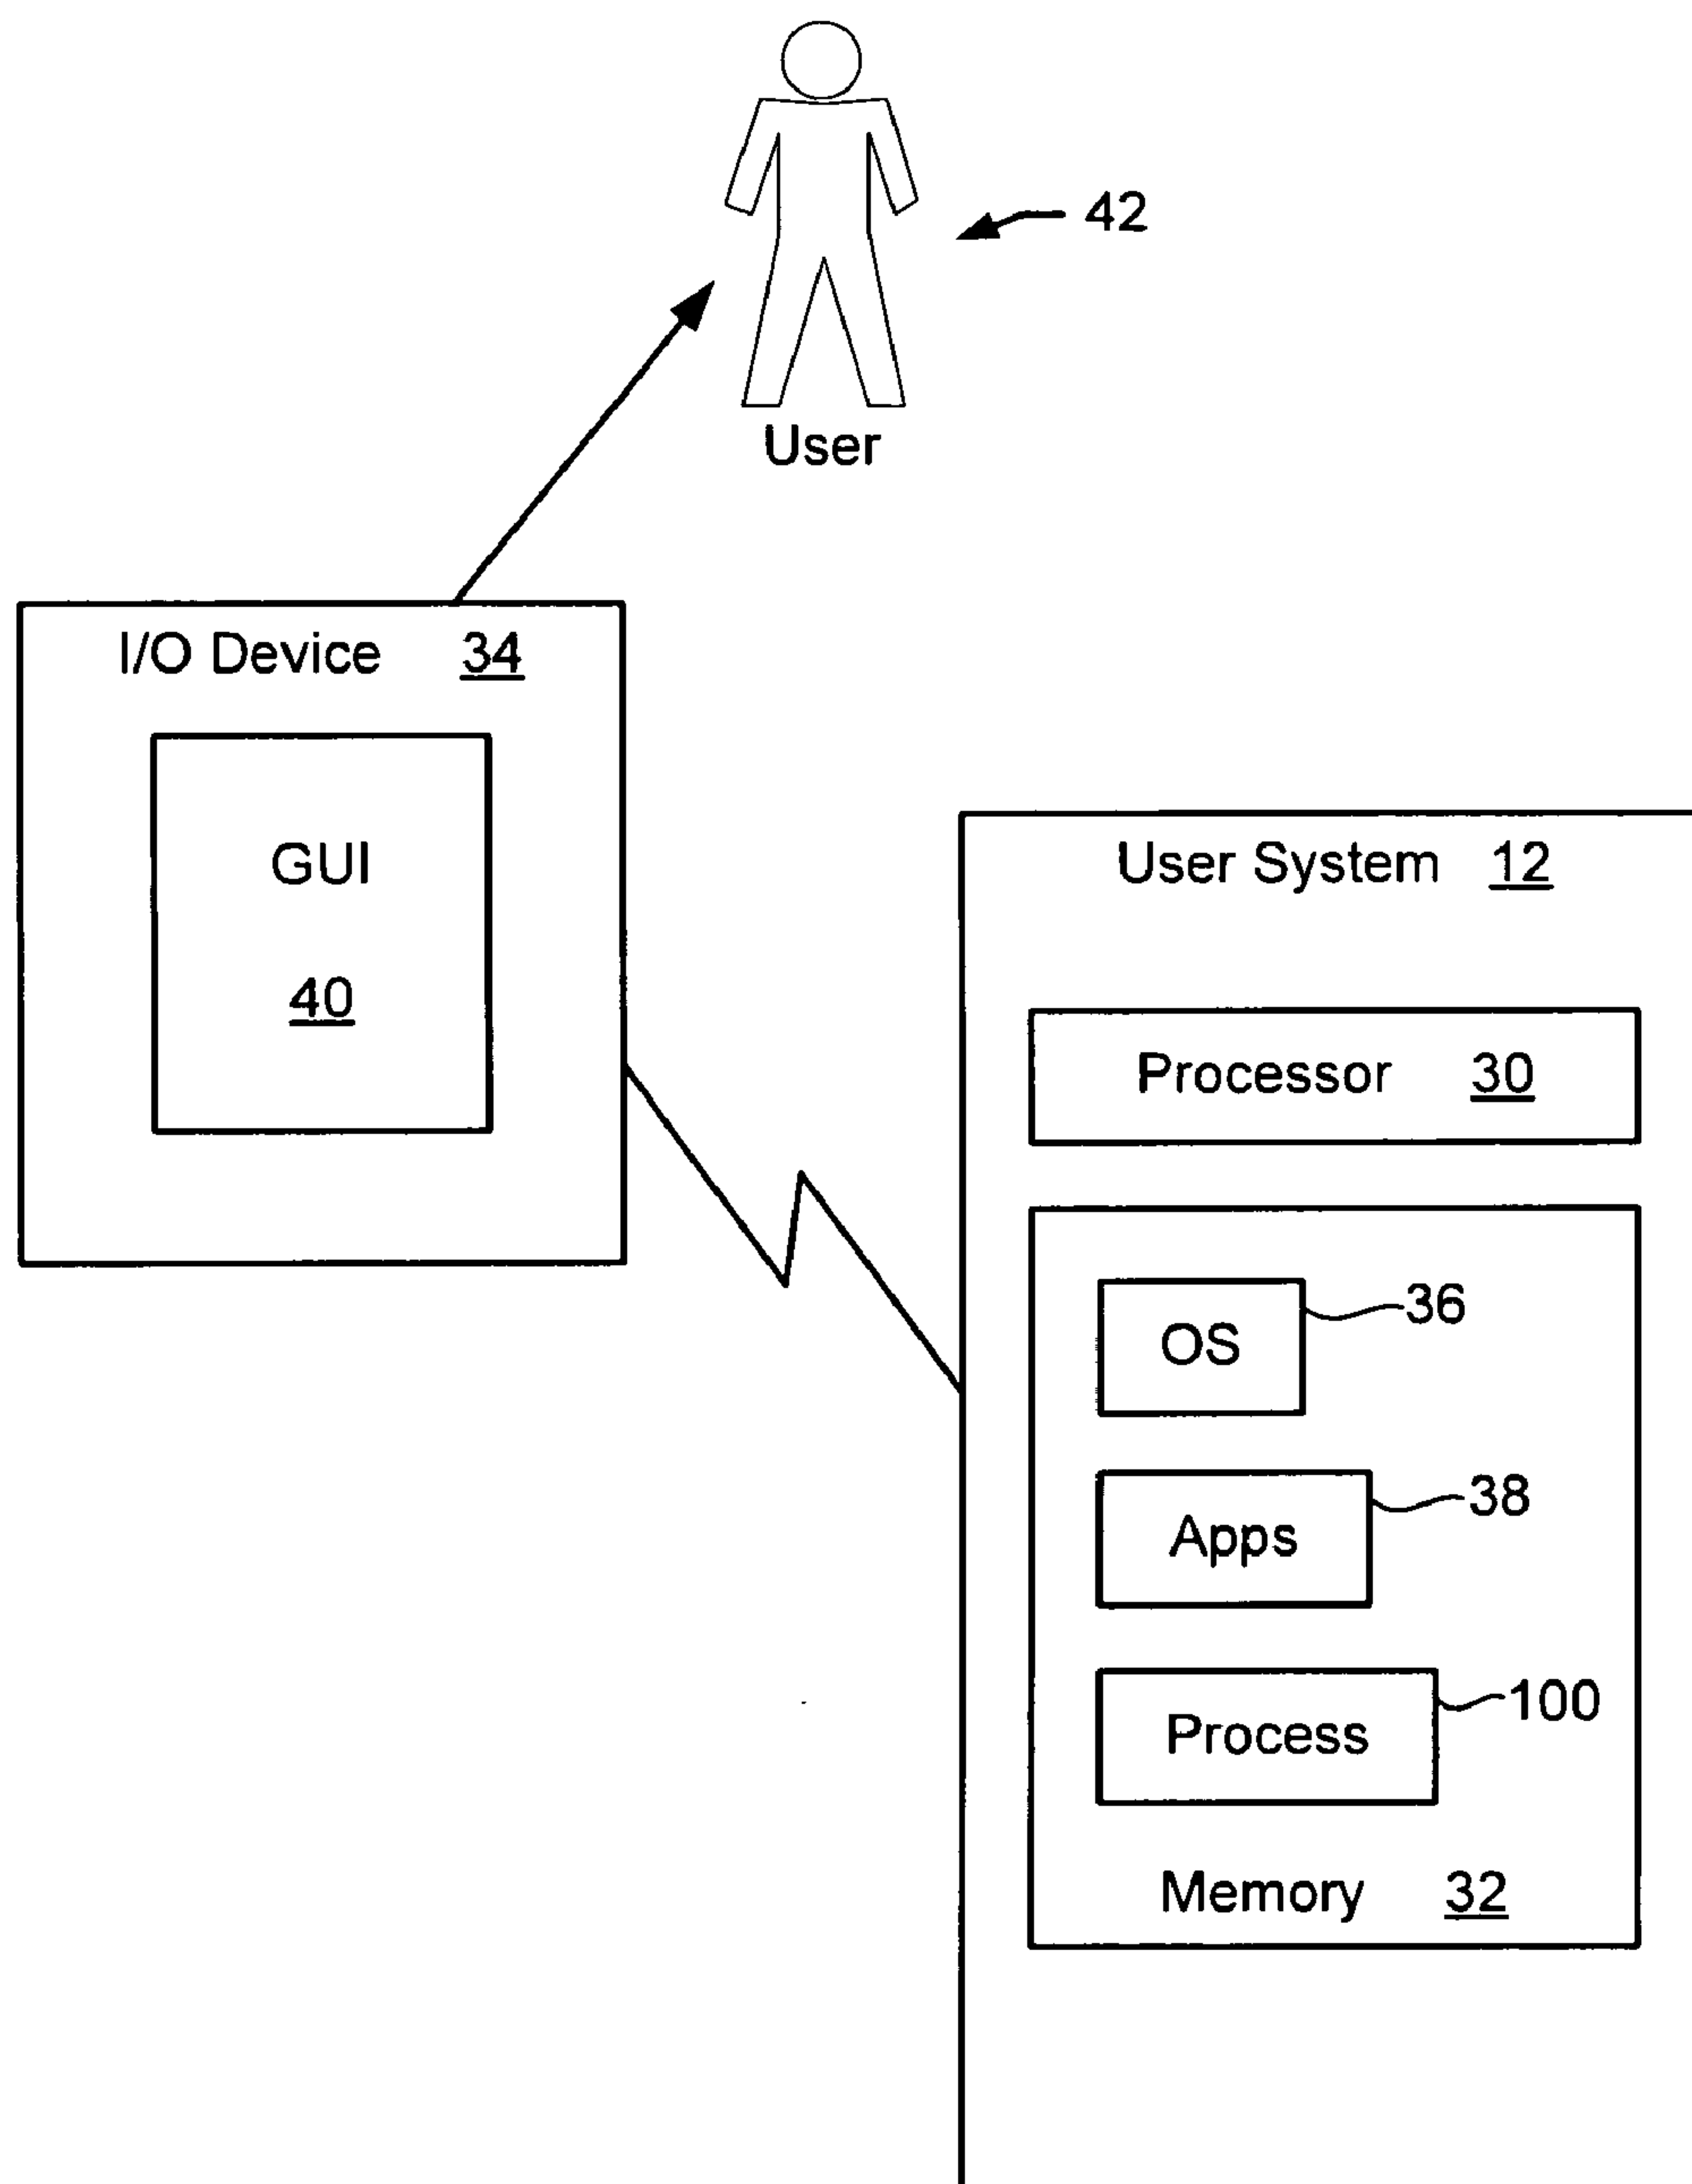 42
User
I/O Device 34
GUI
40
User System 12
Processor 30
36
OS
38
Apps
100
Process
Memory 32